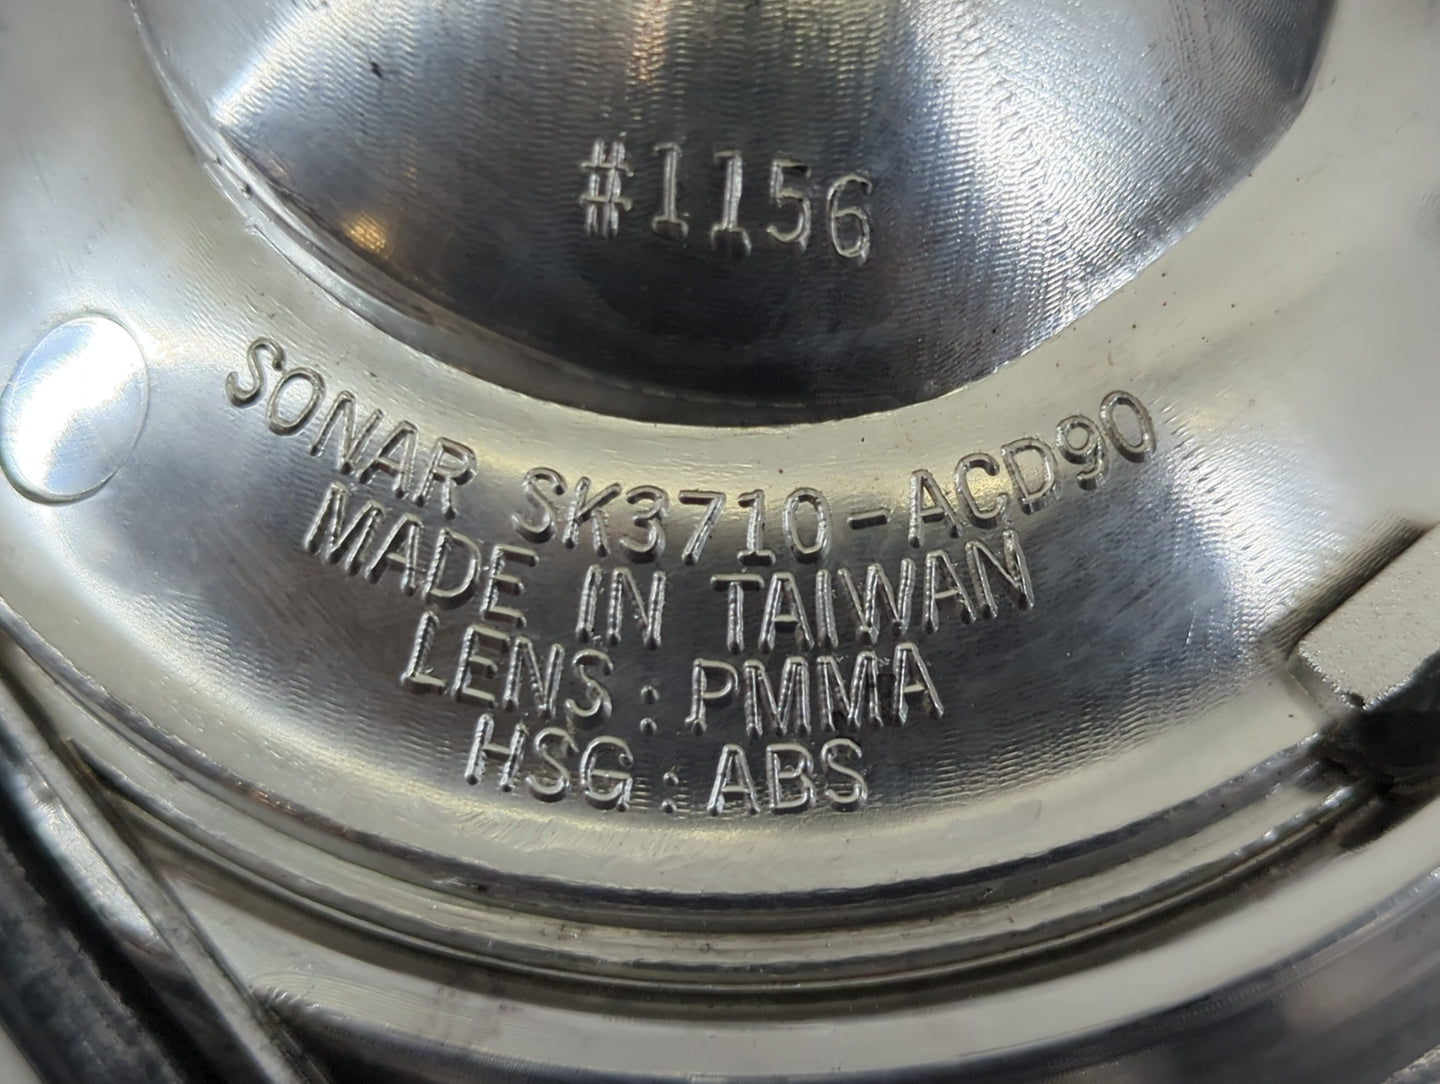 #1156
SONAR SK3710-ACD90
MADE IN TAIWAN
LENS: PMMA
HSG: ABS